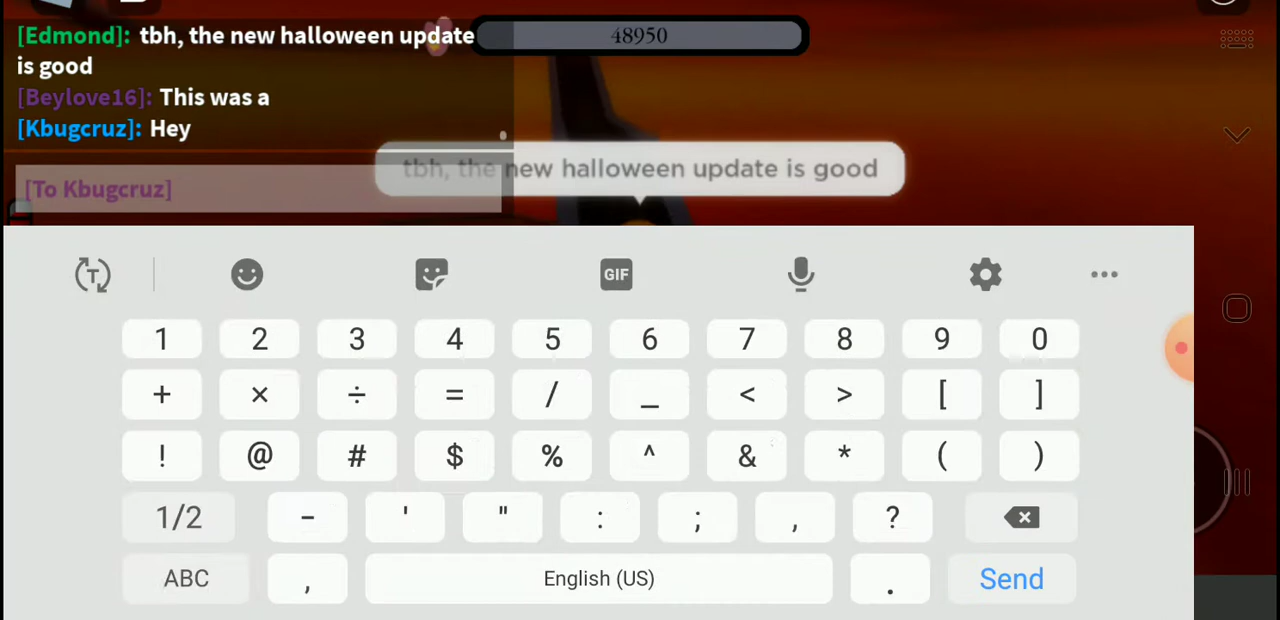 [Edmond]: tbh, the new halloween update
is good
48950
[Beylove16]: This was a
[Kbugcruz]: Hey
tbh, the new halloween update is good
[To Kbugcruz]
T
GIF
1 2 3 4 5 6 7 8 9 0
+ × ÷ = / _ < > [ ]
! @ # $ % ^ & * ( )
1/2 - ' " : ; , ?
ABC , English (US) . Send